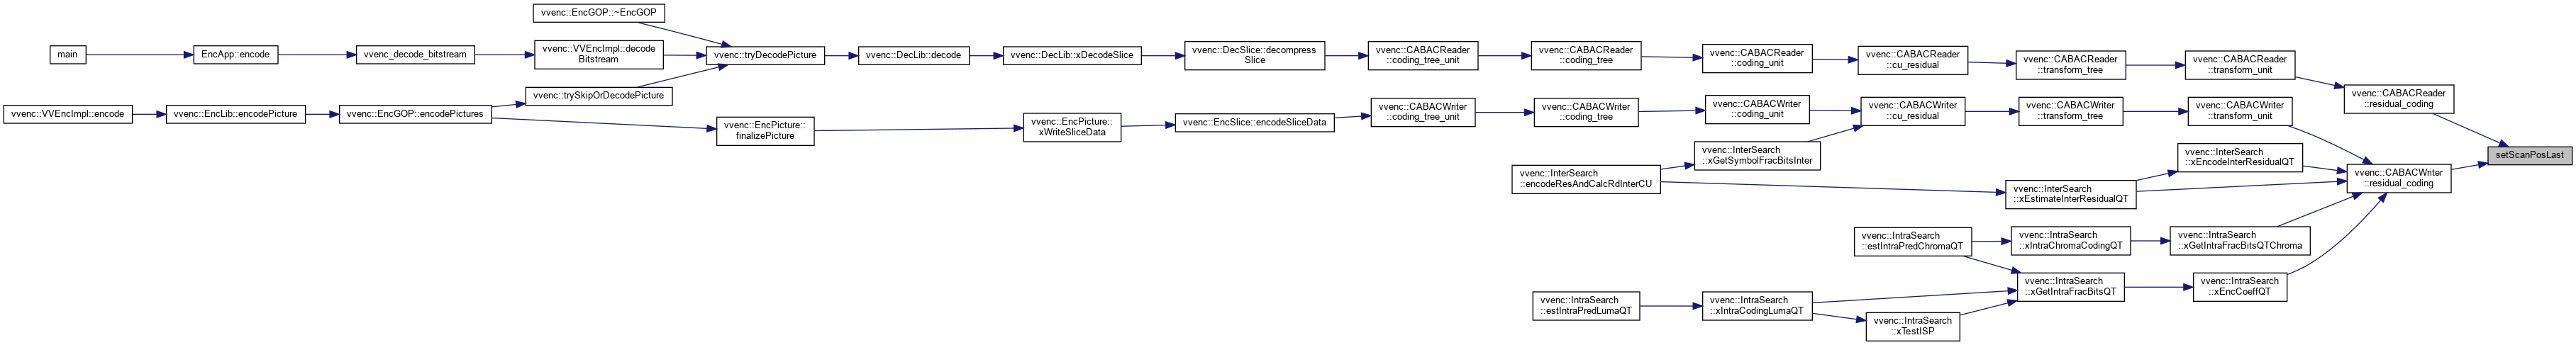 vvenc::EncGOP::~EncGOP
main
EncApp::encode
vvenc_decode_bitstream
vvenc::VVEncImpl::decode
Bitstream
vvenc::tryDecodePicture
vvenc::DecLib::decode
vvenc::DecLib::xDecodeSlice
vvenc::DecSlice::decompress
Slice
vvenc::CABACReader
::coding_tree_unit
vvenc::CABACReader
::coding_tree
vvenc::CABACReader
::coding_unit
vvenc::CABACReader
::cu_residual
vvenc::CABACReader
::transform_tree
vvenc::CABACReader
::transform_unit
vvenc::CABACReader
::residual_coding
vvenc::trySkipOrDecodePicture
vvenc::VVEncImpl::encode
vvenc::EncLib::encodePicture
vvenc::EncGOP::encodePictures
vvenc::EncPicture::
finalizePicture
vvenc::EncPicture::
xWriteSliceData
vvenc::EncSlice::encodeSliceData
vvenc::CABACWriter
::coding_tree_unit
vvenc::CABACWriter
::coding_tree
vvenc::CABACWriter
::coding_unit
vvenc::CABACWriter
::cu_residual
vvenc::CABACWriter
::transform_tree
vvenc::CABACWriter
::transform_unit
setScanPosLast
vvenc::InterSearch
::xGetSymbolFracBitsInter
vvenc::InterSearch
::xEncodeInterResidualQT
vvenc::InterSearch
::encodeResAndCalcRdInterCU
vvenc::InterSearch
::xEstimateInterResidualQT
vvenc::CABACWriter
::residual_coding
vvenc::IntraSearch
::estIntraPredChromaQT
vvenc::IntraSearch
::xIntraChromaCodingQT
vvenc::IntraSearch
::xGetIntraFracBitsQTChroma
vvenc::IntraSearch
::xGetIntraFracBitsQT
vvenc::IntraSearch
::xEncCoeffQT
vvenc::IntraSearch
::estIntraPredLumaQT
vvenc::IntraSearch
::xIntraCodingLumaQT
vvenc::IntraSearch
::xTestISP